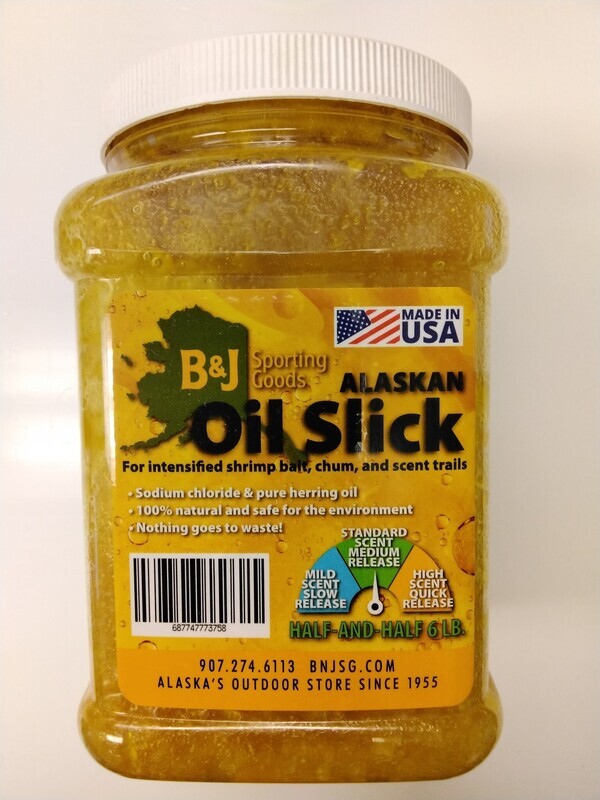 MADE IN
USA
B&J
Sporting
Goods
ALASKAN
Oil Slick
For intensified shrimp bait, chum, and scent trails
• Sodium chloride & pure herring oil
• 100% natural and safe for the environment
• Nothing goes to waste!
STANDARD
SCENT
MEDIUM
RELEASE
MILD
SCENT
SLOW
RELEASE
HIGH
SCENT
QUICK
RELEASE
687747773758
HALF-AND-HALF 6 LB.
907.274.6113 BNJSG.COM
ALASKA'S OUTDOOR STORE SINCE 1955